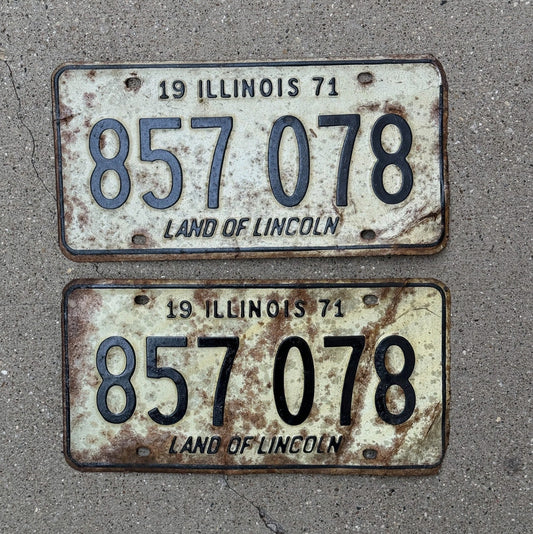 19 ILLINOIS 71
857 078
LAND OF LINCOLN
19 ILLINOIS 71
857 078
LAND OF LINCOLN